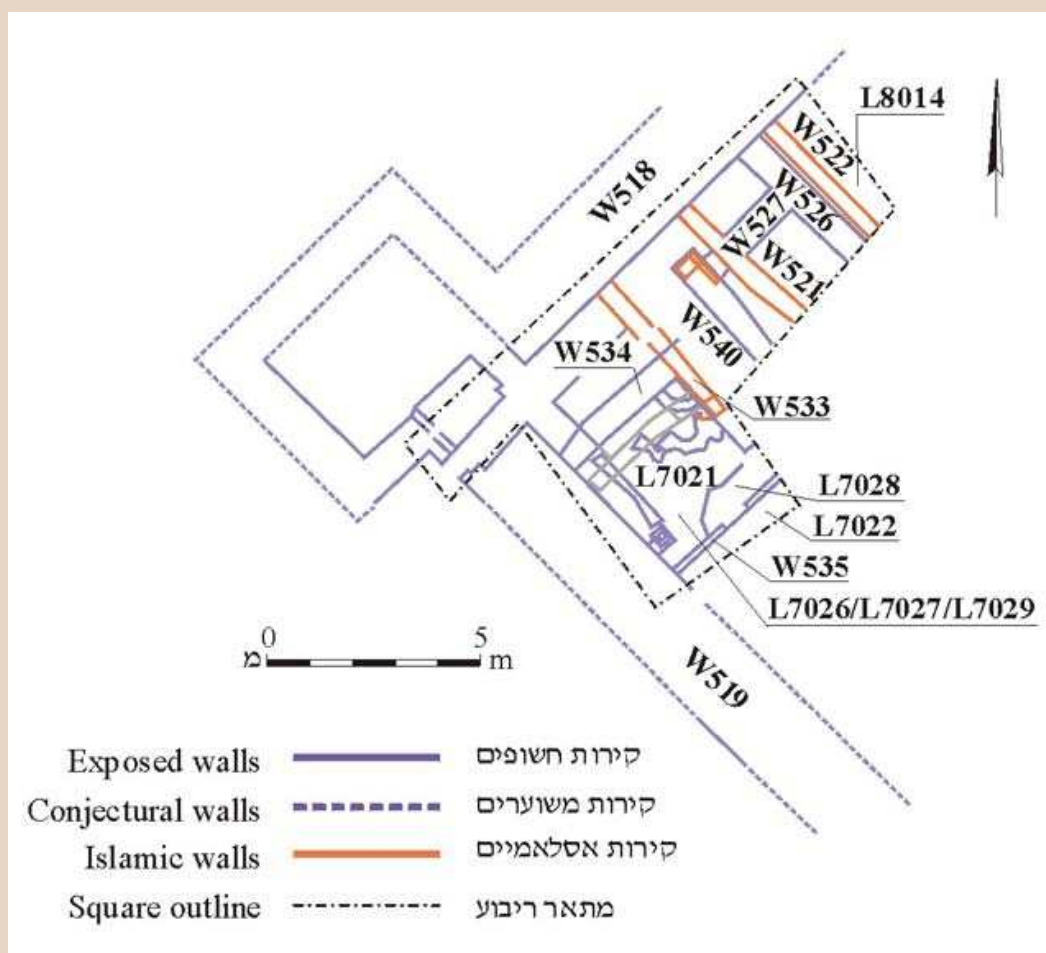 L8014
W522
W518
W526
W527
W521
W540
W534
W533
L7021
L7028
L7022
W535
L7026/L7027/L7029
0 5
מ m
W519
Exposed walls קירות חשופים
Conjectural walls קירות משוערים
Islamic walls קירות אסלאמיים
Square outline מתאר ריבוע